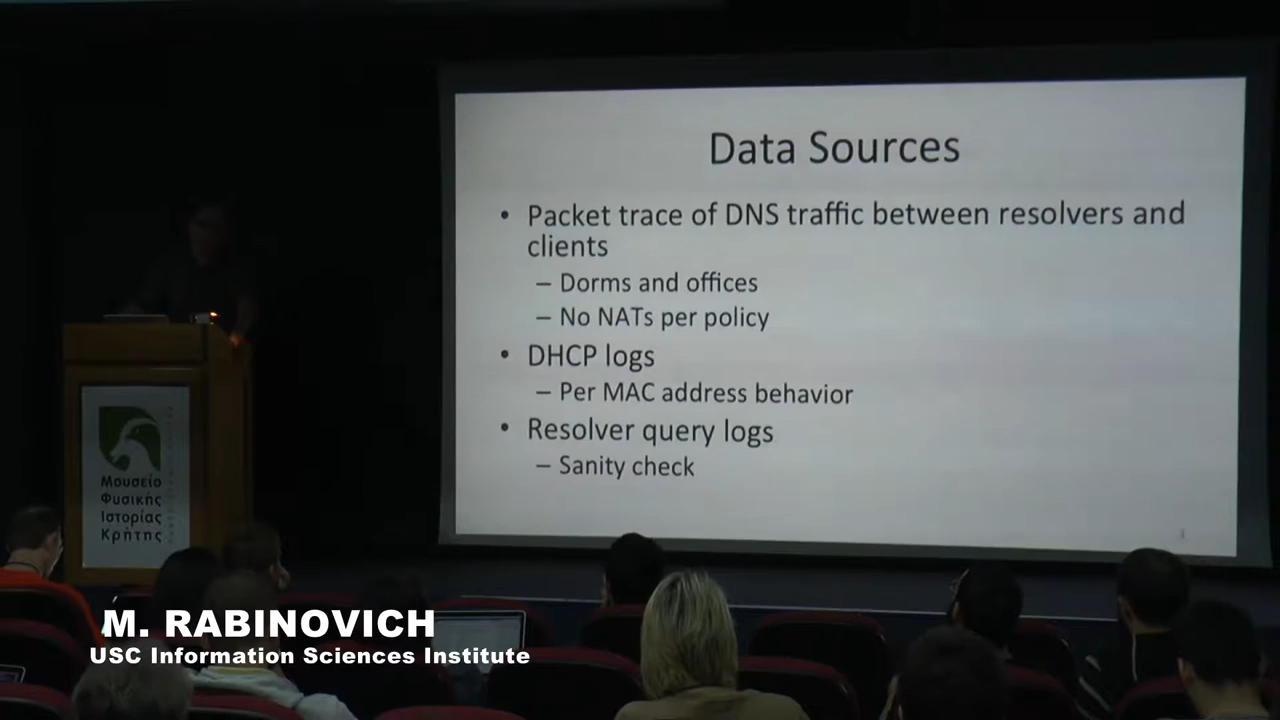 Data Sources
• Packet trace of DNS traffic between resolvers and
clients
– Dorms and offices
– No NATs per policy
• DHCP logs
– Per MAC address behavior
• Resolver query logs
– Sanity check
Μουσείο
Φυσικής
Ιστορίας
Κρήτης
M. RABINOVICH
USC Information Sciences Institute